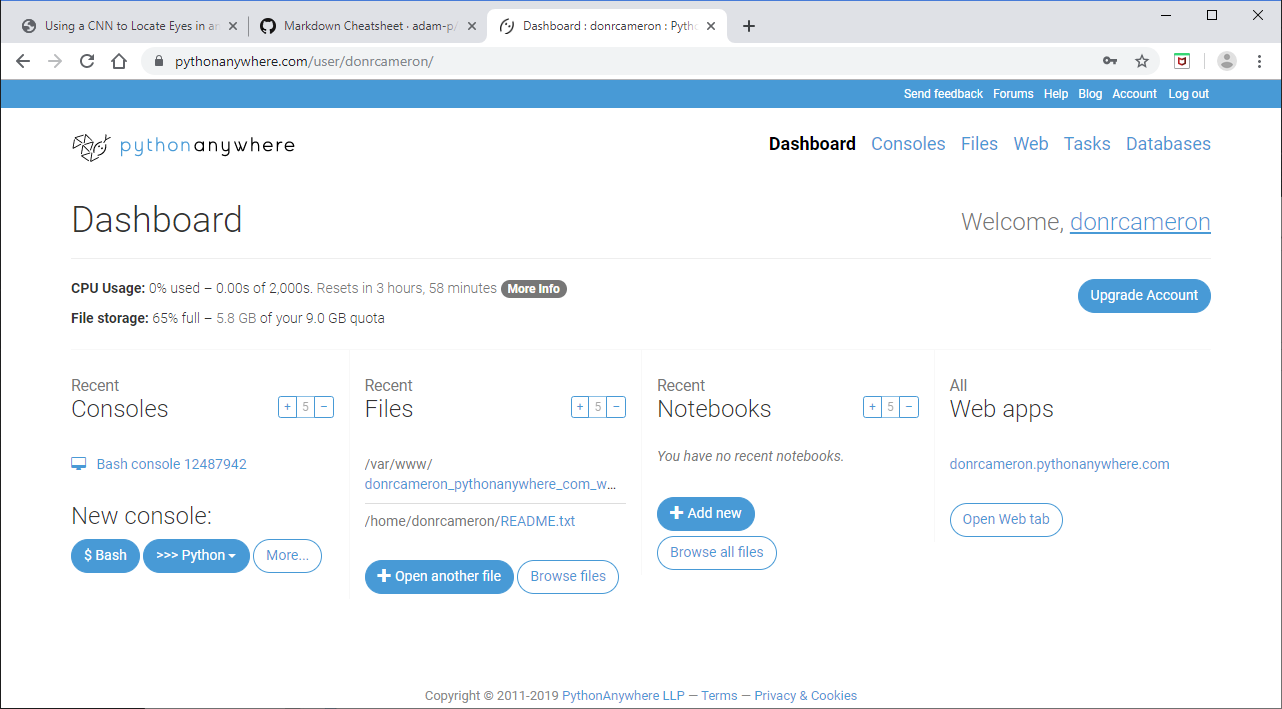 Using a CNN to Locate Eyes in an
Markdown Cheatsheet · adam-p/
Dashboard : donrcameron : Pytho
pythonanywhere.com/user/donrcameron/
Send feedback Forums Help Blog Account Log out
pythonanywhere
Dashboard Consoles Files Web Tasks Databases
Dashboard
Welcome, donrcameron
CPU Usage: 0% used – 0.00s of 2,000s. Resets in 3 hours, 58 minutes More Info
File storage: 65% full – 5.8 GB of your 9.0 GB quota
Upgrade Account
Recent
Consoles
+ 5 −
Bash console 12487942
New console:
$ Bash >>> Python More...
Recent
Files
+ 5 −
/var/www/
donrcameron_pythonanywhere_com_w...
/home/donrcameron/README.txt
+ Open another file Browse files
Recent
Notebooks
+ 5 −
You have no recent notebooks.
+ Add new
Browse all files
All
Web apps
donrcameron.pythonanywhere.com
Open Web tab
Copyright © 2011-2019 PythonAnywhere LLP — Terms — Privacy & Cookies